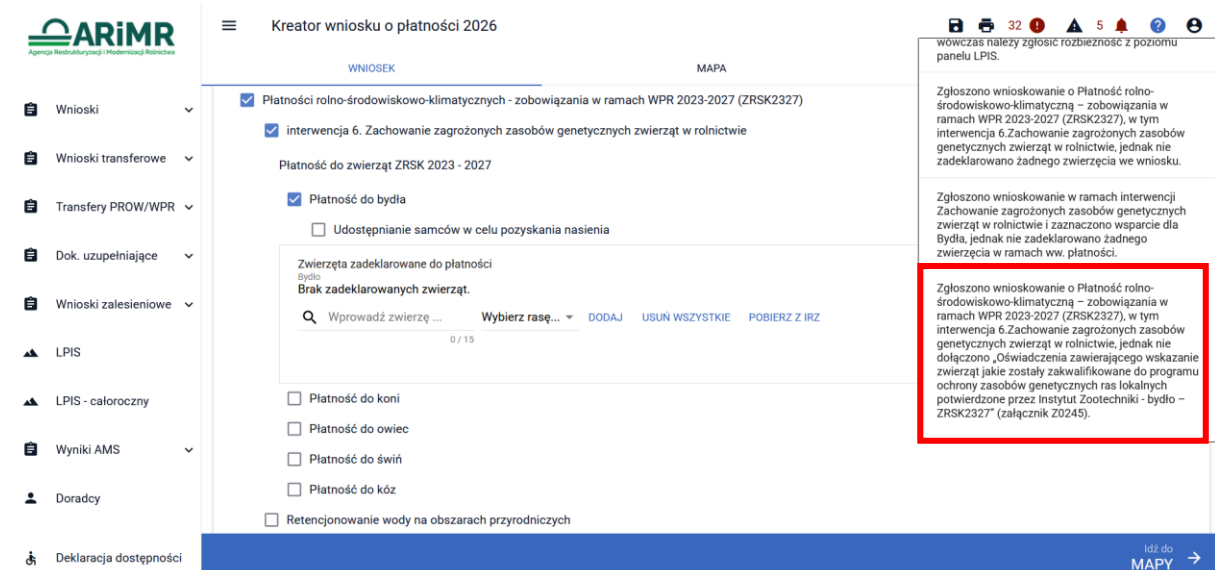 ARiMR
Agencja Restrukturyzacji i Modernizacji Rolnictwa
Kreator wniosku o płatności 2026
32
5
WNIOSEK
MAPA
Wnioski
Wnioski transferowe
Transfery PROW/WPR
Dok. uzupełniające
Wnioski zalesieniowe
LPIS
LPIS - całoroczny
Wyniki AMS
Doradcy
Deklaracja dostępności
Płatności rolno-środowiskowo-klimatycznych - zobowiązania w ramach WPR 2023-2027 (ZRSK2327)
interwencja 6. Zachowanie zagrożonych zasobów genetycznych zwierząt w rolnictwie
Płatność do zwierząt ZRSK 2023 - 2027
Płatność do bydła
Udostępnianie samców w celu pozyskania nasienia
Zwierzęta zadeklarowane do płatności
Bydło
Brak zadeklarowanych zwierząt.
Wprowadź zwierzę ... Wybierz rasę... DODAJ USUŃ WSZYSTKIE POBIERZ Z IRZ
0 / 15
Płatność do koni
Płatność do owiec
Płatność do świń
Płatność do kóz
Retencjonowanie wody na obszarach przyrodniczych
wówczas należy zgłosić rozbieżność z poziomu
panelu LPIS.
Zgłoszono wnioskowanie o Płatność rolno-
środowiskowo-klimatyczną – zobowiązania w
ramach WPR 2023-2027 (ZRSK2327), w tym
interwencja 6.Zachowanie zagrożonych zasobów
genetycznych zwierząt w rolnictwie, jednak nie
zadeklarowano żadnego zwierzęcia we wniosku.
Zgłoszono wnioskowanie w ramach interwencji
Zachowanie zagrożonych zasobów genetycznych
zwierząt w rolnictwie i zaznaczono wsparcie dla
Bydła, jednak nie zadeklarowano żadnego
zwierzęcia w ramach ww. płatności.
Zgłoszono wnioskowanie o Płatność rolno-
środowiskowo-klimatyczną – zobowiązania w
ramach WPR 2023-2027 (ZRSK2327), w tym
interwencja 6.Zachowanie zagrożonych zasobów
genetycznych zwierząt w rolnictwie, jednak nie
dołączono „Oświadczenia zawierającego wskazanie
zwierząt jakie zostały zakwalifikowane do programu
ochrony zasobów genetycznych ras lokalnych
potwierdzone przez Instytut Zootechniki - bydło –
ZRSK2327” (załącznik Z0245).
Idź do
MAPY